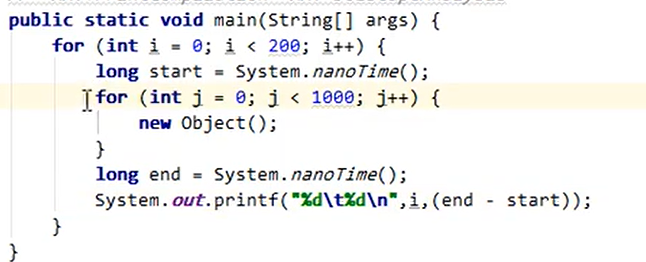 public static void main(String[] args) {
for (int i = 0; i < 200; i++) {
long start = System.nanoTime();
for (int j = 0; j < 1000; j++) {
new Object();
}
long end = System.nanoTime();
System.out.printf("%d\t%d\n",i,(end - start));
}
}